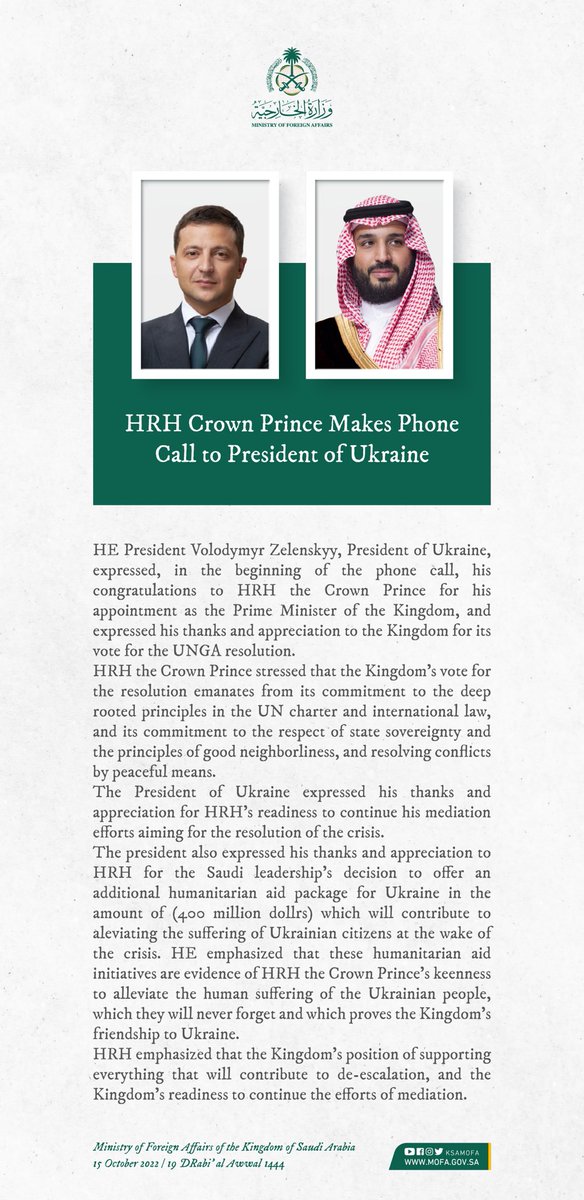 وزارة الخارجية
MINISTRY OF FOREIGN AFFAIRS
HRH Crown Prince Makes Phone
Call to President of Ukraine
HE President Volodymyr Zelenskyy, President of Ukraine,
expressed, in the beginning of the phone call, his
congratulations to HRH the Crown Prince for his
appointment as the Prime Minister of the Kingdom, and
expressed his thanks and appreciation to the Kingdom for its
vote for the UNGA resolution.
HRH the Crown Prince stressed that the Kingdom's vote for
the resolution emanates from its commitment to the deep
rooted principles in the UN charter and international law,
and its commitment to the respect of state sovereignty and
the principles of good neighborliness, and resolving conflicts
by peaceful means.
The President of Ukraine expressed his thanks and
appreciation for HRH's readiness to continue his mediation
efforts aiming for the resolution of the crisis.
The president also expressed his thanks and appreciation to
HRH for the Saudi leadership's decision to offer an
additional humanitarian aid package for Ukraine in the
amount of (400 million dollrs) which will contribute to
aleviating the suffering of Ukrainian citizens at the wake of
the crisis. HE emphasized that these humanitarian aid
initiatives are evidence of HRH the Crown Prince's keenness
to alleviate the human suffering of the Ukrainian people,
which they will never forget and which proves the Kingdom's
friendship to Ukraine.
HRH emphasized that the Kingdom's position of supporting
everything that will contribute to de-escalation, and the
Kingdom's readiness to continue the efforts of mediation.
Ministry of Foreign Affairs of the Kingdom of Saudi Arabia
15 October 2022 / 19 'DRabi' al Awwal 1444
KSAMOFA
WWW.MOFA.GOV.SA